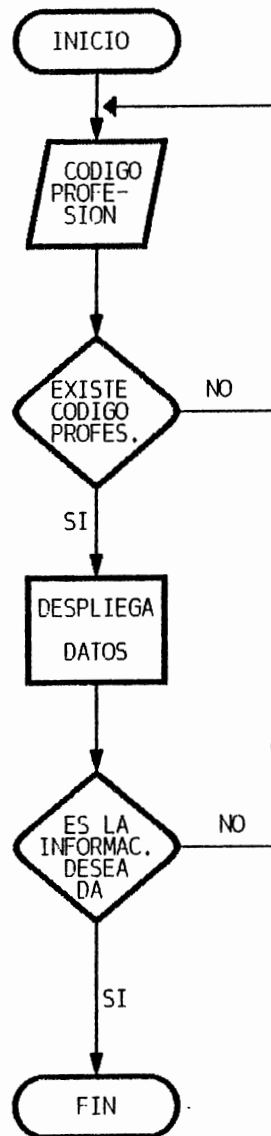 INICIO
CODIGO
PROFE-
SION
EXISTE
CODIGO
PROFES.
NO
SI
DESPLIEGA
DATOS
ES LA
INFORMAC.
DESEA
DA
NO
SI
FIN